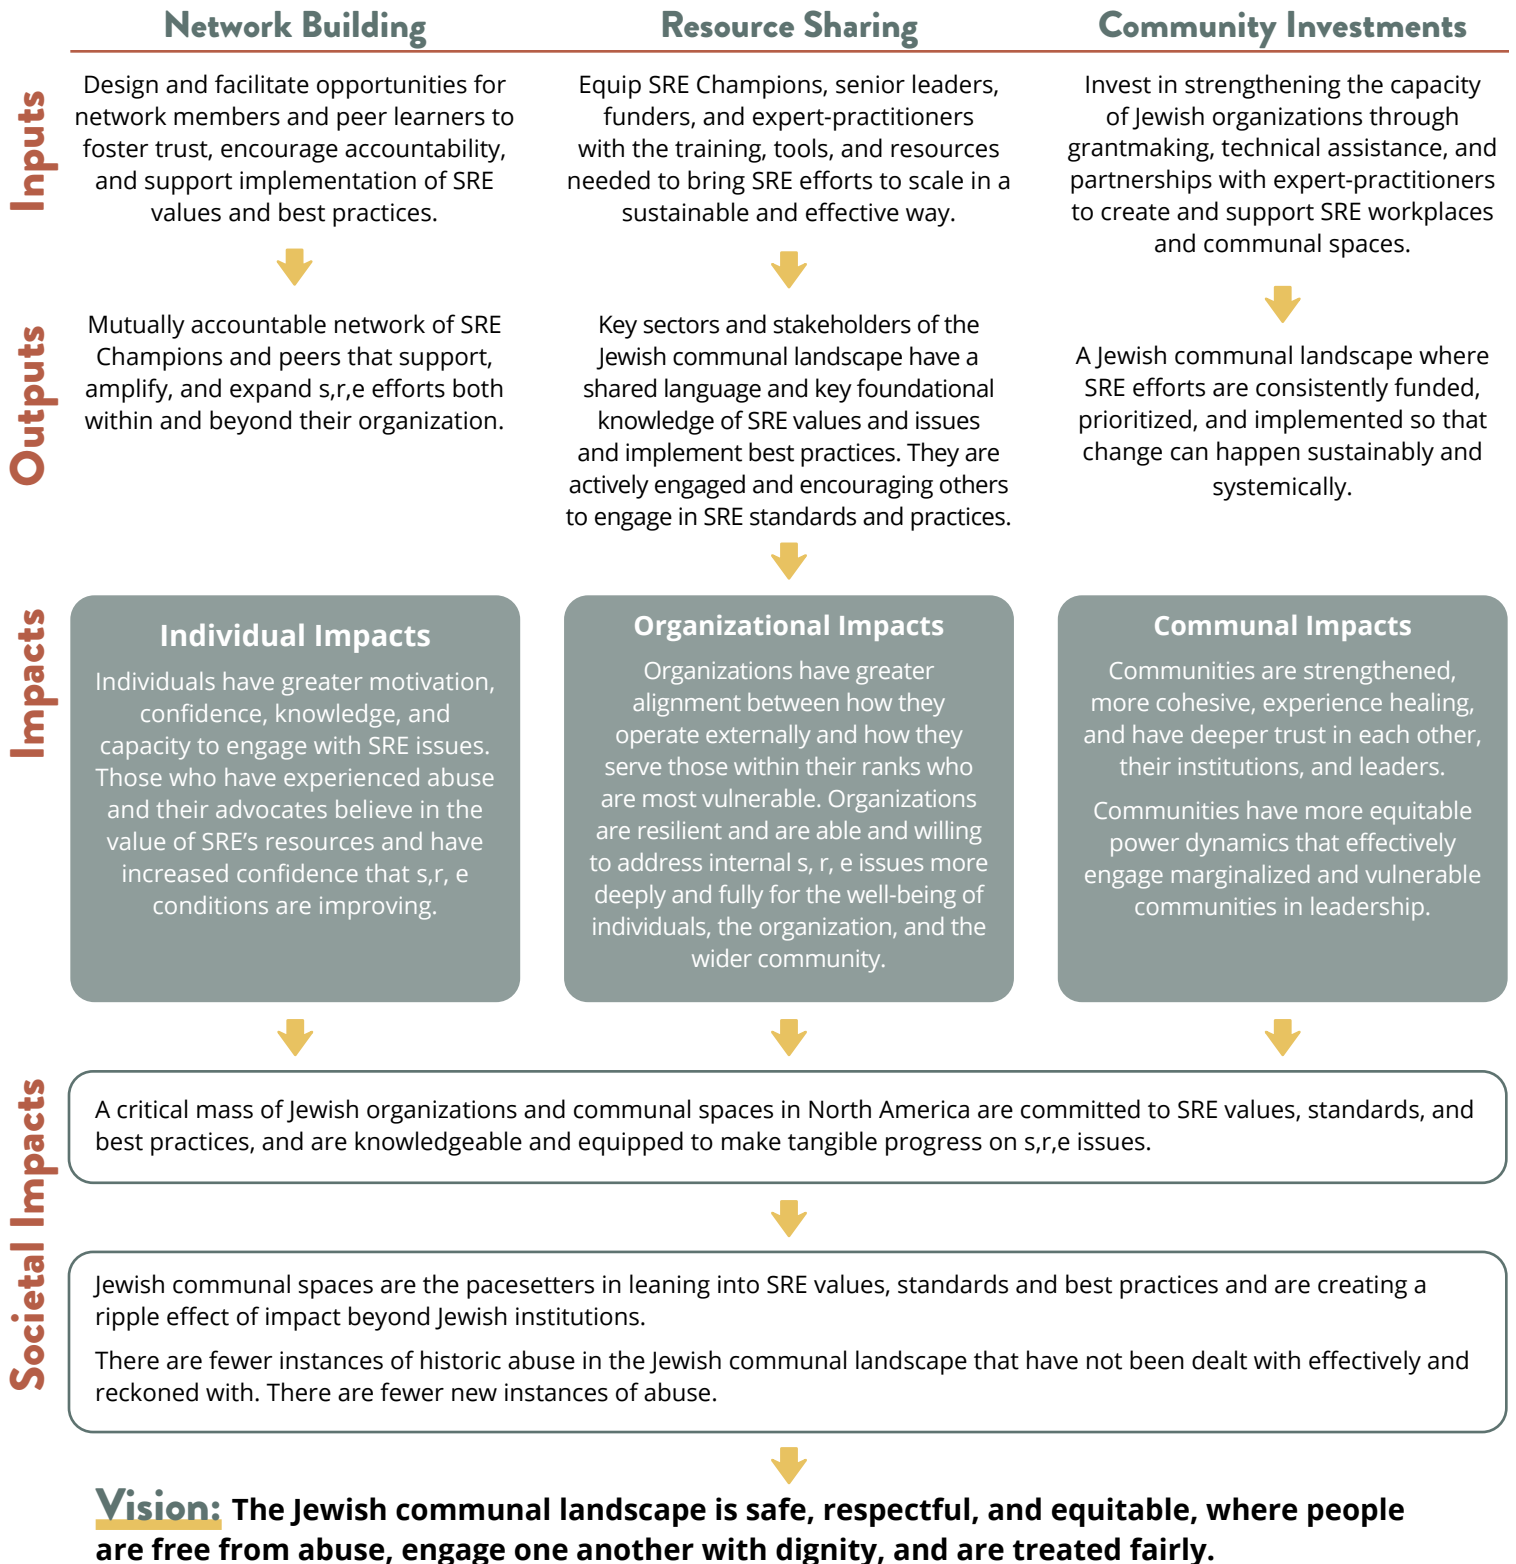 Network Building
Resource Sharing
Community Investments
Inputs
Design and facilitate opportunities for
network members and peer learners to
foster trust, encourage accountability,
and support implementation of SRE
values and best practices.
Equip SRE Champions, senior leaders,
funders, and expert-practitioners
with the training, tools, and resources
needed to bring SRE efforts to scale in a
sustainable and effective way.
Invest in strengthening the capacity
of Jewish organizations through
grantmaking, technical assistance, and
partnerships with expert-practitioners
to create and support SRE workplaces
and communal spaces.
Outputs
Mutually accountable network of SRE
Champions and peers that support,
amplify, and expand s,r,e efforts both
within and beyond their organization.
Key sectors and stakeholders of the
Jewish communal landscape have a
shared language and key foundational
knowledge of SRE values and issues
and implement best practices. They are
actively engaged and encouraging others
to engage in SRE standards and practices.
A Jewish communal landscape where
SRE efforts are consistently funded,
prioritized, and implemented so that
change can happen sustainably and
systemically.
Impacts
Individual Impacts
Individuals have greater motivation,
confidence, knowledge, and
capacity to engage with SRE issues.
Those who have experienced abuse
and their advocates believe in the
value of SRE’s resources and have
increased confidence that s,r, e
conditions are improving.
Organizational Impacts
Organizations have greater
alignment between how they
operate externally and how they
serve those within their ranks who
are most vulnerable. Organizations
are resilient and are able and willing
to address internal s, r, e issues more
deeply and fully for the well-being of
individuals, the organization, and the
wider community.
Communal Impacts
Communities are strengthened,
more cohesive, experience healing,
and have deeper trust in each other,
their institutions, and leaders.
Communities have more equitable
power dynamics that effectively
engage marginalized and vulnerable
communities in leadership.
Societal Impacts
A critical mass of Jewish organizations and communal spaces in North America are committed to SRE values, standards, and
best practices, and are knowledgeable and equipped to make tangible progress on s,r,e issues.
Jewish communal spaces are the pacesetters in leaning into SRE values, standards and best practices and are creating a
ripple effect of impact beyond Jewish institutions.
There are fewer instances of historic abuse in the Jewish communal landscape that have not been dealt with effectively and
reckoned with. There are fewer new instances of abuse.
Vision: The Jewish communal landscape is safe, respectful, and equitable, where people
are free from abuse, engage one another with dignity, and are treated fairly.